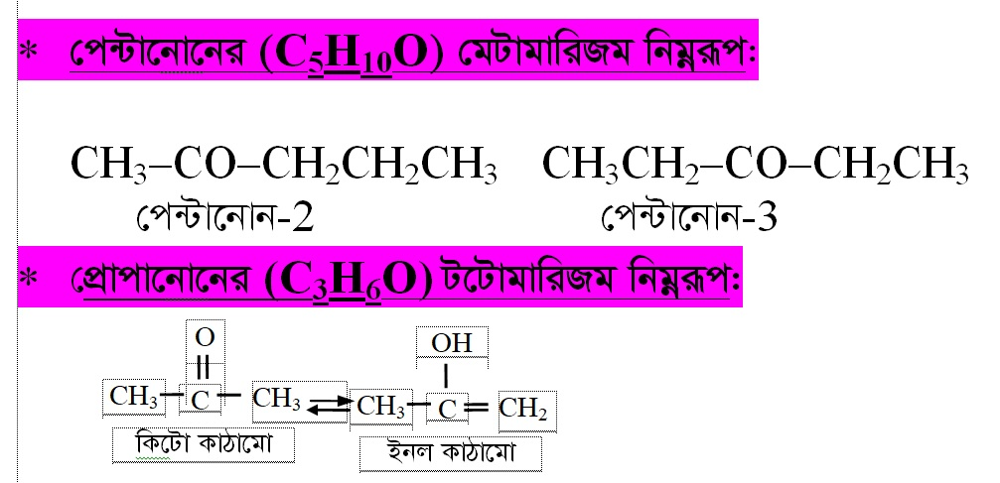 * পেন্টানোনের (C₅H₁₀O) মেটামারিজম নিম্নরূপ:
CH₃–CO–CH₂CH₂CH₃ CH₃CH₂–CO–CH₂CH₃
পেন্টানোন-2 পেন্টানোন-3
* প্রোপানোনের (C₃H₆O) টটোমারিজম নিম্নরূপ:
O OH
|| |
CH₃–C–CH₃ ⇌ CH₃–C=CH₂
কিটো কাঠামো ইনল কাঠামো